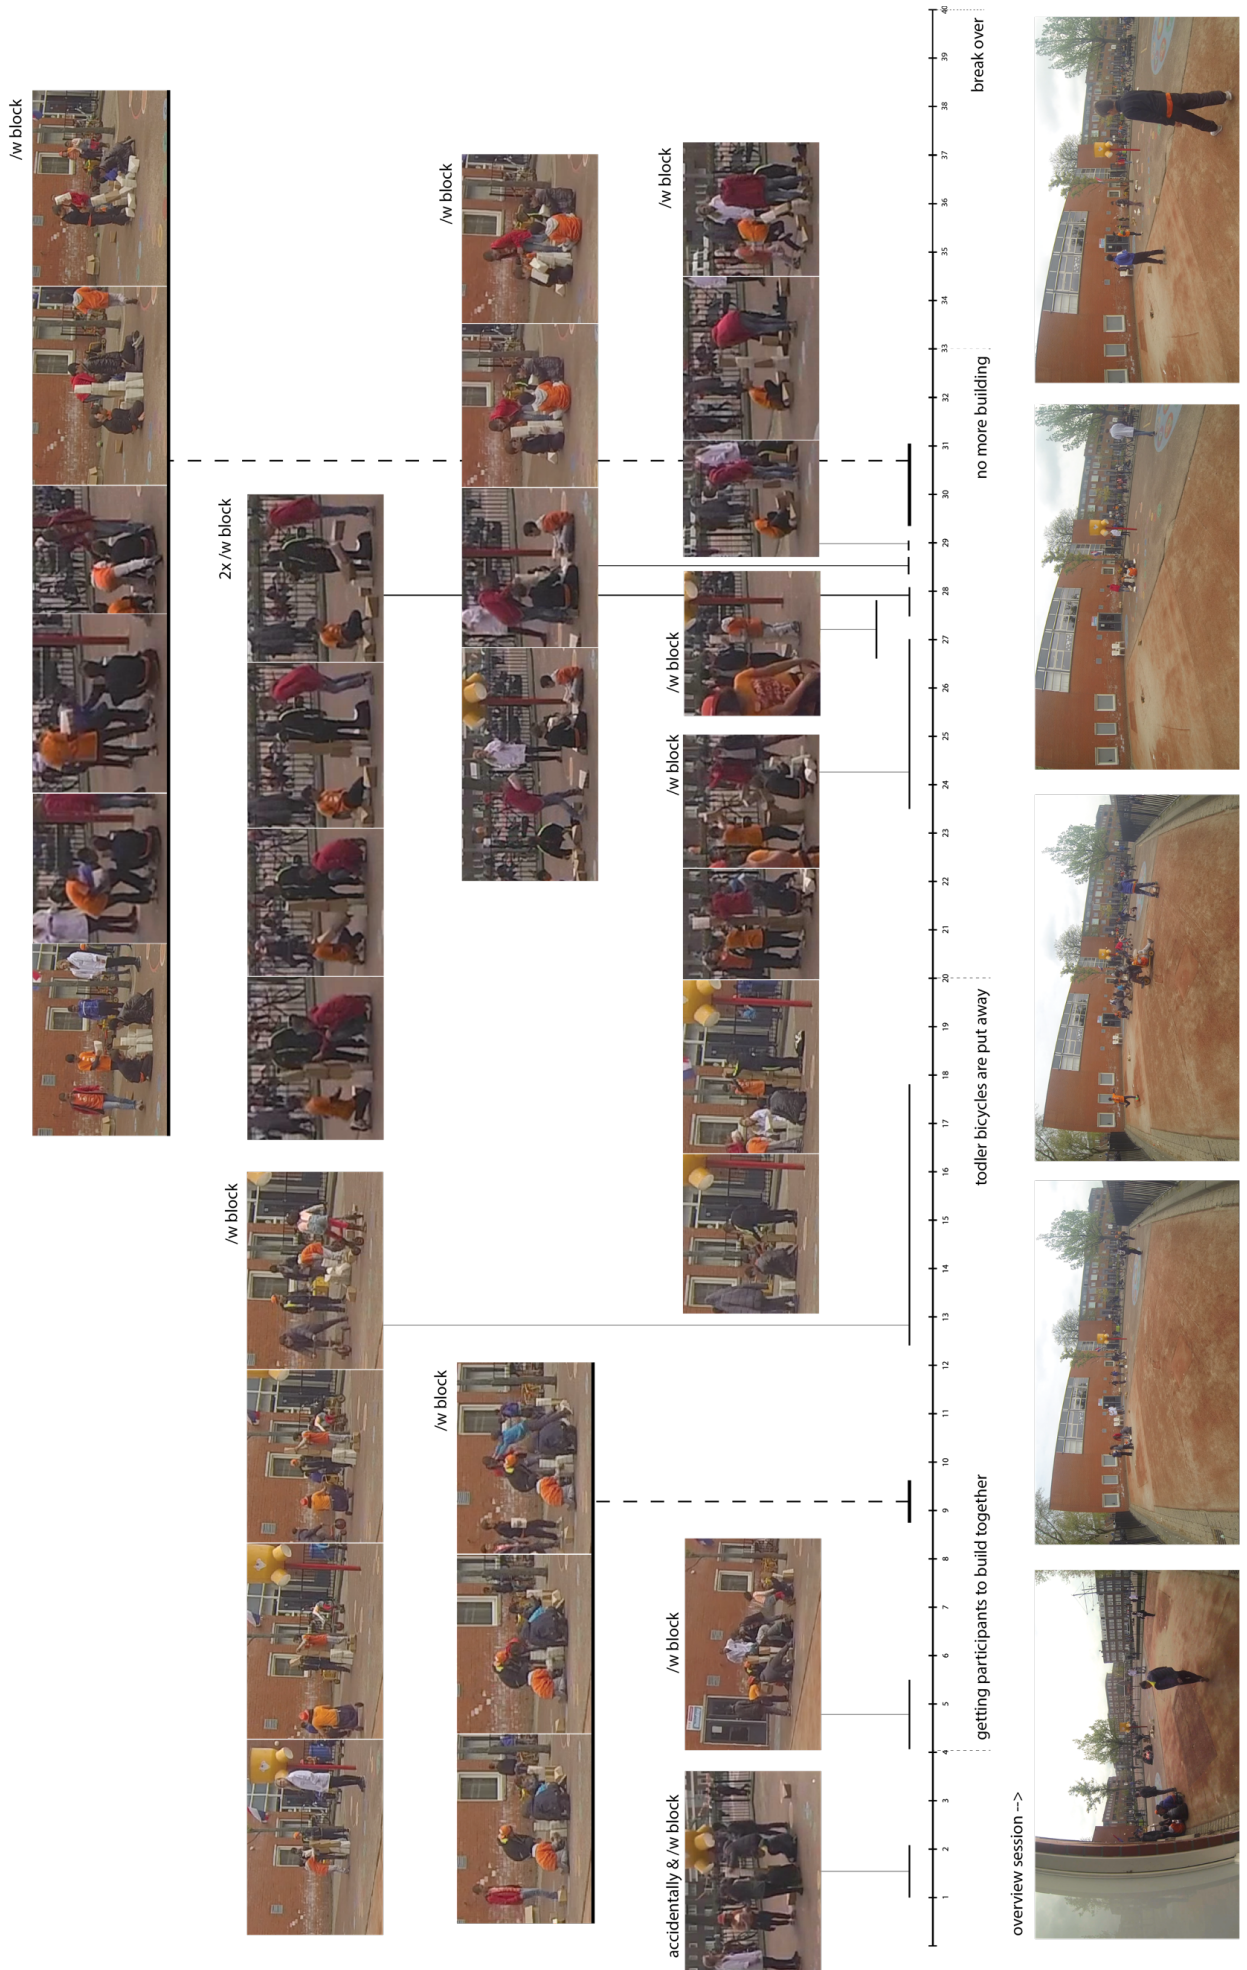 /w block
2x /w block
/w block
/w block
/w block
/w block
/w block
/w block
/w block
accidentally & /w block
1
2
3
4
5
6
7
8
9
10
11
12
13
14
15
16
17
18
19
20
21
22
23
24
25
26
27
28
29
30
31
32
33
34
35
36
37
38
39
40
getting participants to build together
todler bicycles are put away
no more building
break over
overview session -->